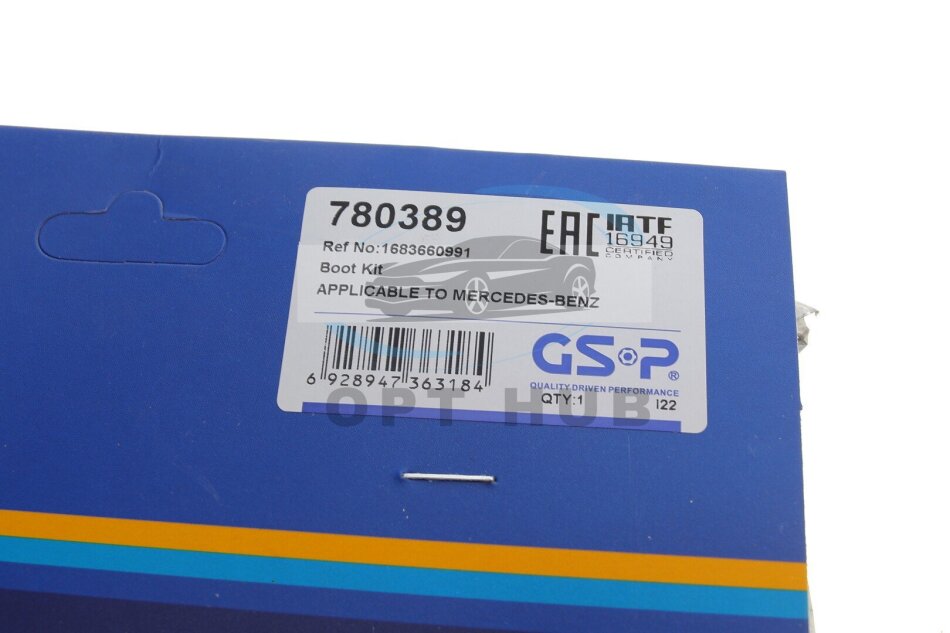 780389
EAC IATF
16949
CERTIFIED
COMPANY
Ref No:1683660991
Boot Kit
APPLICABLE TO MERCEDES-BENZ
6 928947 363184
GSP®
QUALITY DRIVEN PERFORMANCE
QTY:1 I22
OPT HUB